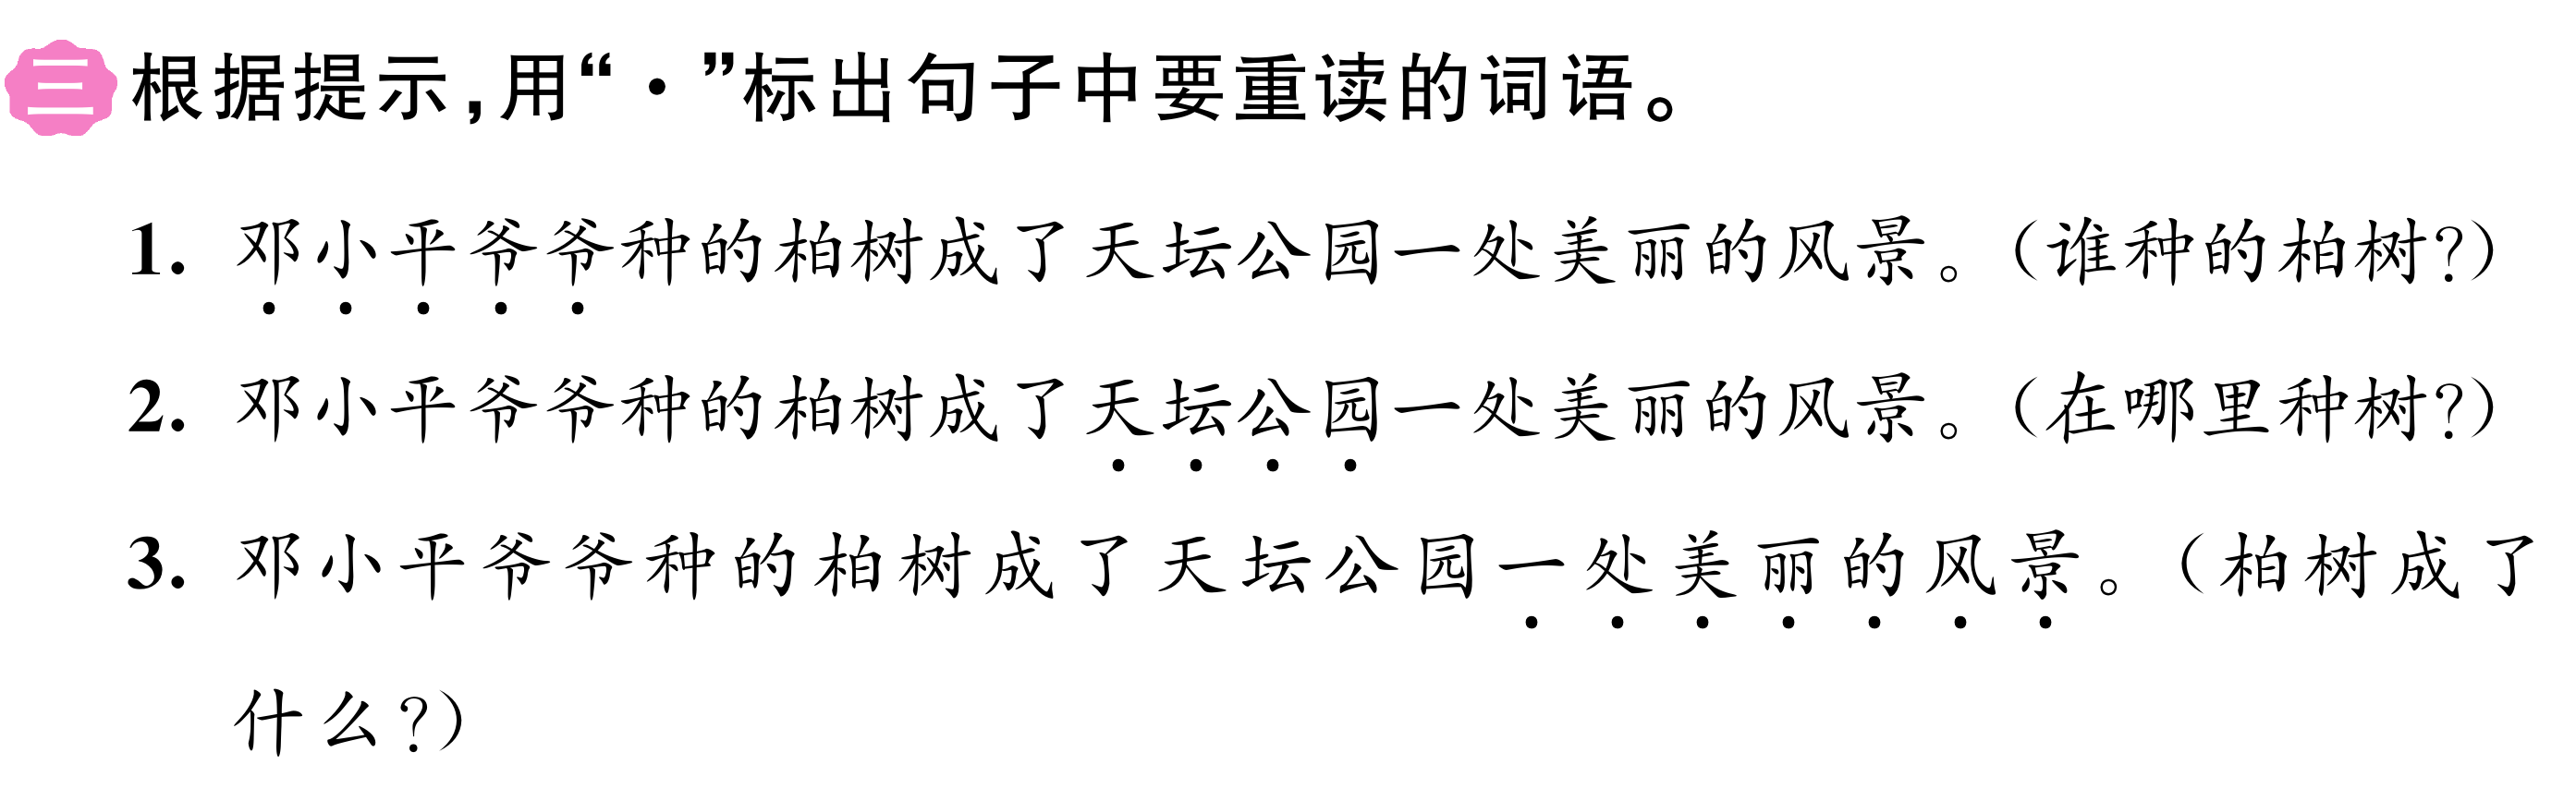 三 根据提示,用“·”标出句子中要重读的词语。
1. 邓小平爷爷种的柏树成了天坛公园一处美丽的风景。(谁种的柏树?)
2. 邓小平爷爷种的柏树成了天坛公园一处美丽的风景。(在哪里种树?)
3. 邓小平爷爷种的柏树成了天坛公园一处美丽的风景。(柏树成了
什么?)